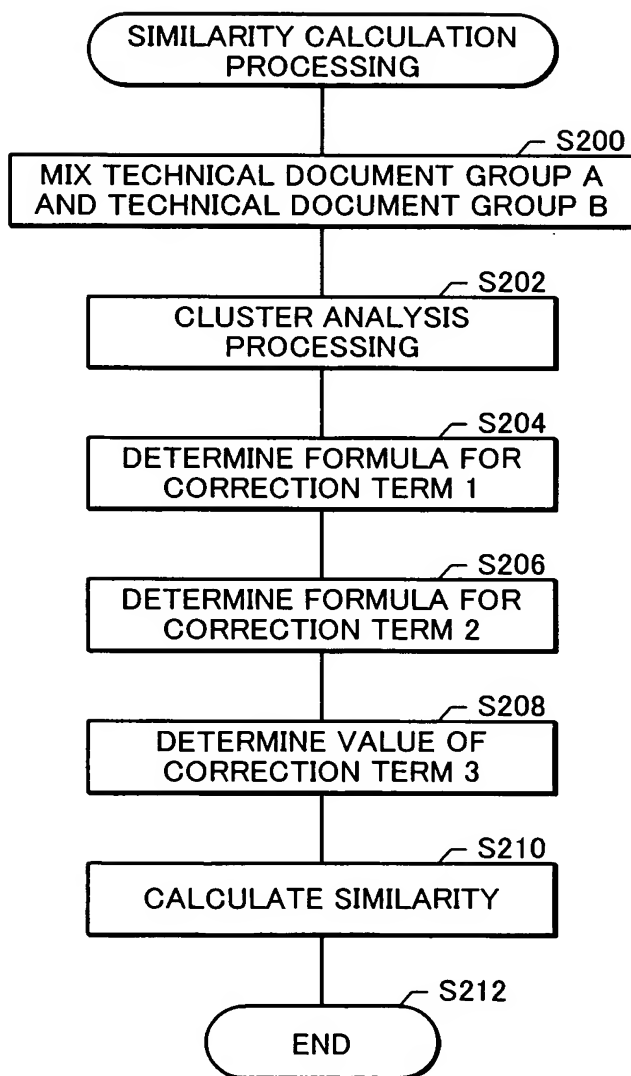 SIMILARITY CALCULATION
PROCESSING
S200
MIX TECHNICAL DOCUMENT GROUP A
AND TECHNICAL DOCUMENT GROUP B
S202
CLUSTER ANALYSIS
PROCESSING
S204
DETERMINE FORMULA FOR
CORRECTION TERM 1
S206
DETERMINE FORMULA FOR
CORRECTION TERM 2
S208
DETERMINE VALUE OF
CORRECTION TERM 3
S210
CALCULATE SIMILARITY
S212
END